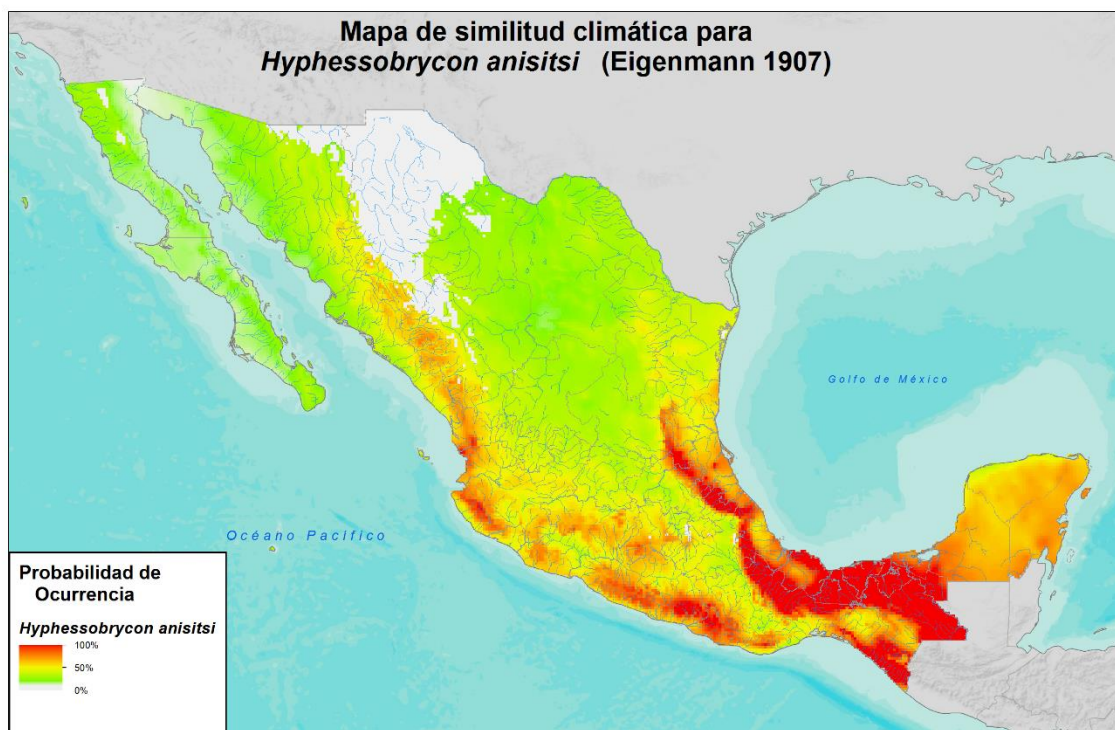 Mapa de similitud climática para
Hyphessobrycon anisitsi (Eigenmann 1907)
Golfo de México
Océano Pacífico
Probabilidad de
Ocurrencia
Hyphessobrycon anisitsi
100%
50%
0%